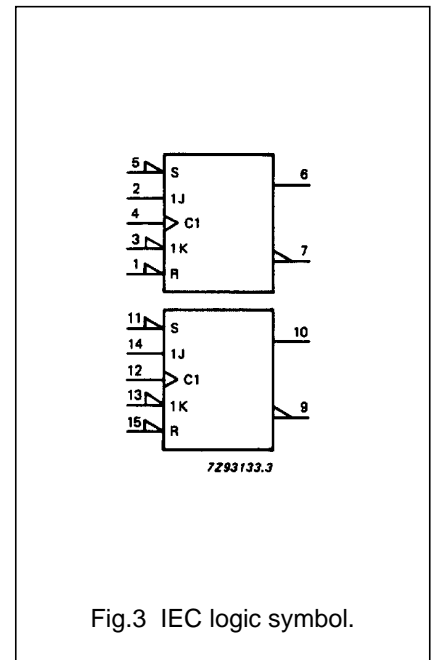 5 S 6
2 1J
4 C1
3 1K 7
1 R
11 S 10
14 1J
12 C1
13 1K 9
15 R
7Z93133.3
Fig.3 IEC logic symbol.